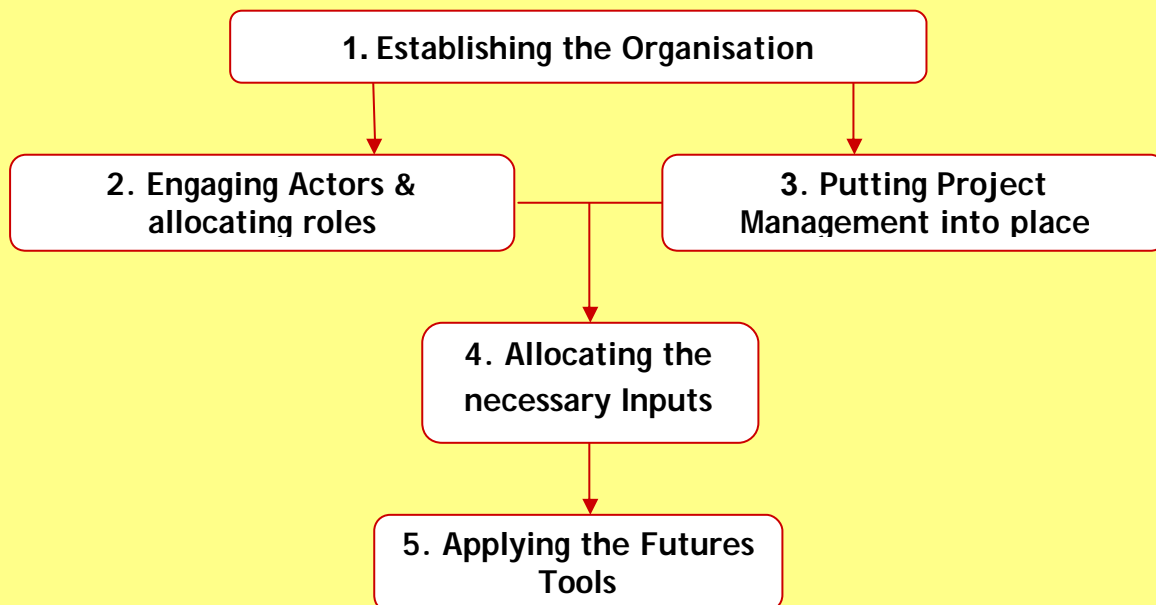 1. Establishing the Organisation
2. Engaging Actors &
allocating roles
3. Putting Project
Management into place
4. Allocating the
necessary Inputs
5. Applying the Futures
Tools